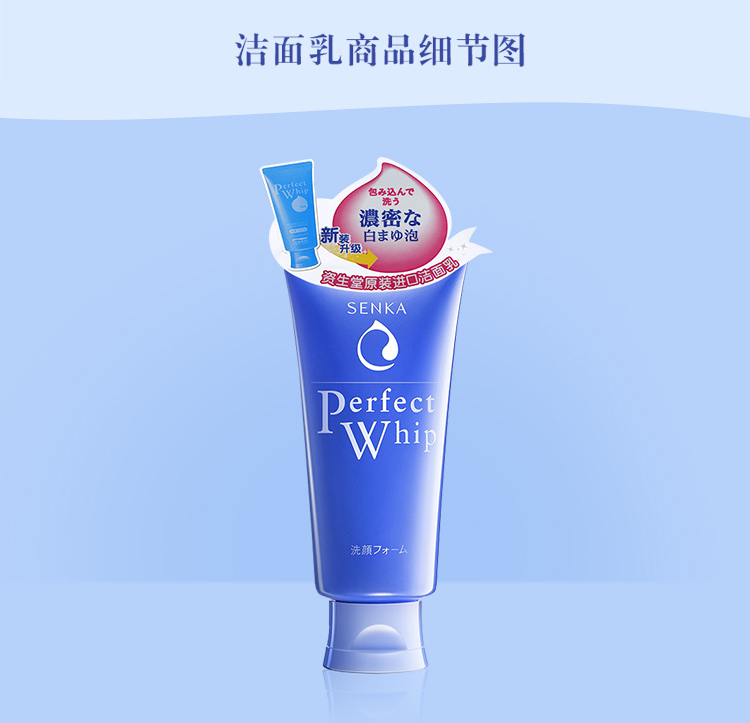 洁面乳商品细节图
Perfect
Whip
包み込んで
洗う
濃密な
白まゆ泡
新装
升级
资生堂原装进口洁面乳
SENKA
Perfect
Whip
洗顔フォーム